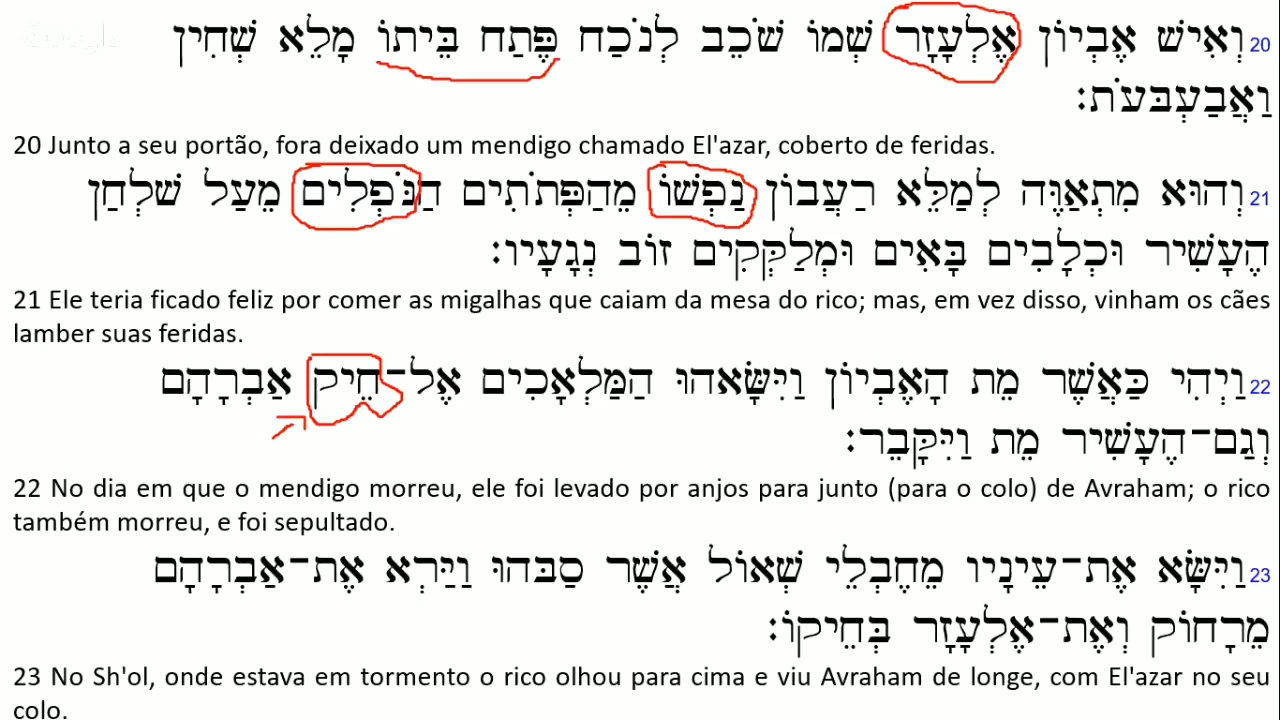 20 וְאִישׁ אֶבְיוֹן אֶלְעָזָר שְׁמוֹ שֹׁכֵב לְנֹכַח פֶּתַח בֵּיתוֹ מָלֵא שְׁחִין
וַאֲבַעְבֻּעֹת׃
20 Junto a seu portão, fora deixado um mendigo chamado El'azar, coberto de feridas.
21 וְהוּא מִתְאַוֶּה לְמַלֵּא רַעֲבוֹן נַפְשׁוֹ מֵהַפְּתֹתִים הַנֹּפְלִים מֵעַל שֻׁלְחַן
הֶעָשִׁיר וּכְלָבִים בָּאִים וּמְלַקְּקִים זוֹב נְגָעָיו׃
21 Ele teria ficado feliz por comer as migalhas que caiam da mesa do rico; mas, em vez disso, vinham os cães
lamber suas feridas.
22 וַיְהִי כַּאֲשֶׁר מֵת הָאֶבְיוֹן וַיִּשָּׂאהוּ הַמַּלְאָכִים אֶל־חֵיק אַבְרָהָם
וְגַם־הֶעָשִׁיר מֵת וַיִּקָּבֵר׃
22 No dia em que o mendigo morreu, ele foi levado por anjos para junto (para o colo) de Avraham; o rico
também morreu, e foi sepultado.
23 וַיִּשָּׂא אֶת־עֵינָיו מֵחֶבְלֵי שְׁאוֹל אֲשֶׁר סַבֻּהוּ וַיַּרְא אֶת־אַבְרָהָם
מֵרָחוֹק וְאֶת־אֶלְעָזָר בְּחֵיקוֹ׃
23 No Sh'ol, onde estava em tormento o rico olhou para cima e viu Avraham de longe, com El'azar no seu
colo.